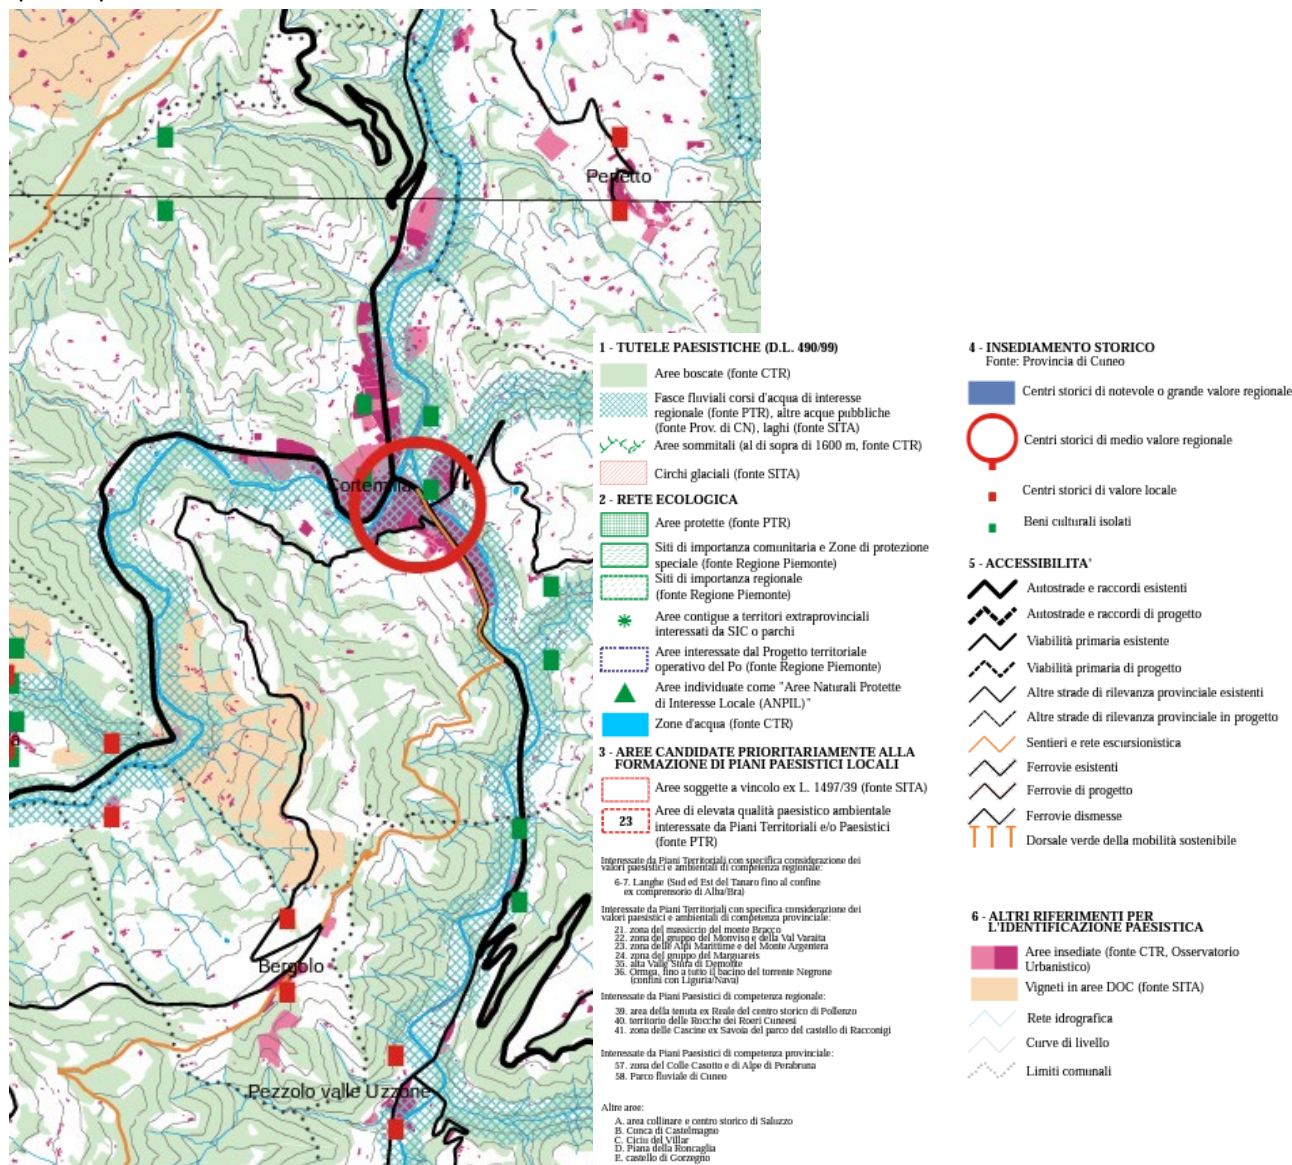 Perletto
Cortemilia
a
Bergolo
Pezzolo valle Uzzone
1 - TUTELE PAESISTICHE (D.L. 490/99)
Aree boscate (fonte CTR)
Fasce fluviali corsi d'acqua di interesse
regionale (fonte PTR), altre acque pubbliche
(fonte Prov. di CN), laghi (fonte SITA)
Aree sommitali (al di sopra di 1600 m, fonte CTR)
Circhi glaciali (fonte SITA)
2 - RETE ECOLOGICA
Aree protette (fonte PTR)
Siti di importanza comunitaria e Zone di protezione
speciale (fonte Regione Piemonte)
Siti di importanza regionale
(fonte Regione Piemonte)
Aree contigue a territori extraprovinciali
interessati da SIC o parchi
Aree interessate dal Progetto territoriale
operativo del Po (fonte Regione Piemonte)
Aree individuate come "Aree Naturali Protette
di Interesse Locale (ANPIL)"
Zone d'acqua (fonte CTR)
3 - AREE CANDIDATE PRIORITARIAMENTE ALLA
FORMAZIONE DI PIANI PAESISTICI LOCALI
Aree soggette a vincolo ex L. 1497/39 (fonte SITA)
23
Aree di elevata qualità paesistico ambientale
interessate da Piani Territoriali e/o Paesistici
(fonte PTR)
Interessate da Piani Territoriali con specifica considerazione dei
valori paesistici e ambientali di competenza regionale:
6-7. Langhe (Sud ed Est del Tanaro fino al confine
ex comprensorio di Alba/Bra)
Interessate da Piani Territoriali con specifica considerazione dei
valori paesistici e ambientali di competenza provinciale:
21. zona del massiccio del monte Bracco
22. zona del gruppo del Monviso e della Val Varaita
23. zona delle Alpi Marittime e del Monte Argentera
24. zona del gruppo del Marguareis
35. alta Valle Stura di Demonte
36. Ormea, fino a tutto il bacino del torrente Negrone
(confini con Liguria/Nava)
Interessate da Piani Paesistici di competenza regionale:
39. area della tenuta ex Reale del centro storico di Pollenzo
40. territorio delle Rocche dei Roeri Cuneesi
41. zona delle Cascine ex Savoia del parco del castello di Racconigi
Interessate da Piani Paesistici di competenza provinciale:
57. zona del Colle Casotto e di Alpe di Perabruna
58. Parco fluviale di Cuneo
Altre aree:
A. area collinare e centro storico di Saluzzo
B. Conca di Castelmagno
C. Ciciu del Villar
D. Piana della Roncaglia
E. castello di Gorzegno
4 - INSEDIAMENTO STORICO
Fonte: Provincia di Cuneo
Centri storici di notevole o grande valore regionale
Centri storici di medio valore regionale
Centri storici di valore locale
Beni culturali isolati
5 - ACCESSIBILITA'
Autostrade e raccordi esistenti
Autostrade e raccordi di progetto
Viabilità primaria esistente
Viabilità primaria di progetto
Altre strade di rilevanza provinciale esistenti
Altre strade di rilevanza provinciale in progetto
Sentieri e rete escursionistica
Ferrovie esistenti
Ferrovie di progetto
Ferrovie dismesse
Dorsale verde della mobilità sostenibile
6 - ALTRI RIFERIMENTI PER
L'IDENTIFICAZIONE PAESISTICA
Aree insediate (fonte CTR, Osservatorio
Urbanistico)
Vigneti in aree DOC (fonte SITA)
Rete idrografica
Curve di livello
Limiti comunali